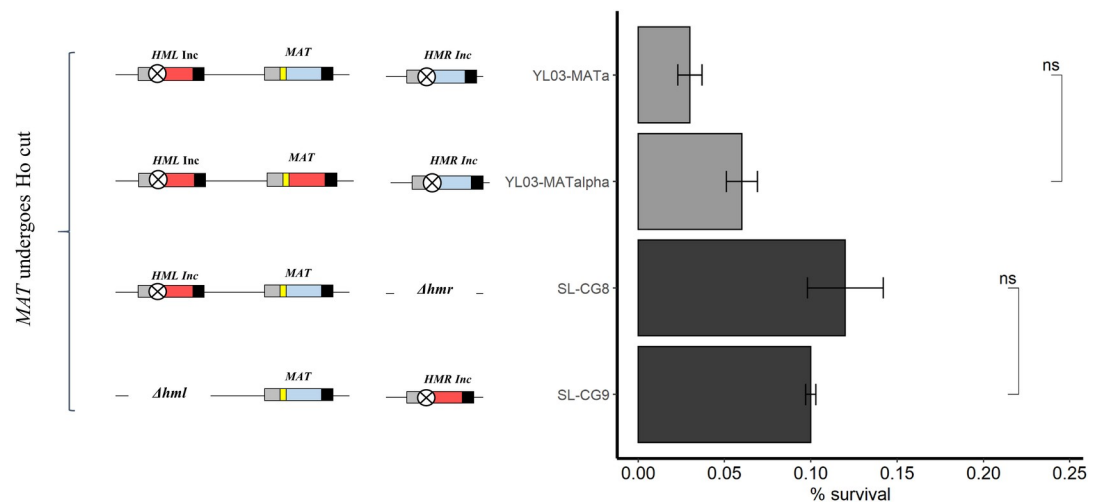 MAT undergoes Ho cut
HML Inc
MAT
HMR Inc
YL03-MATa
HML Inc
MAT
HMR Inc
YL03-MATalpha
HML Inc
MAT
Δhmr
SL-CG8
Δhml
MAT
HMR Inc
SL-CG9
ns
ns
0.00 0.05 0.10 0.15 0.20 0.25
% survival